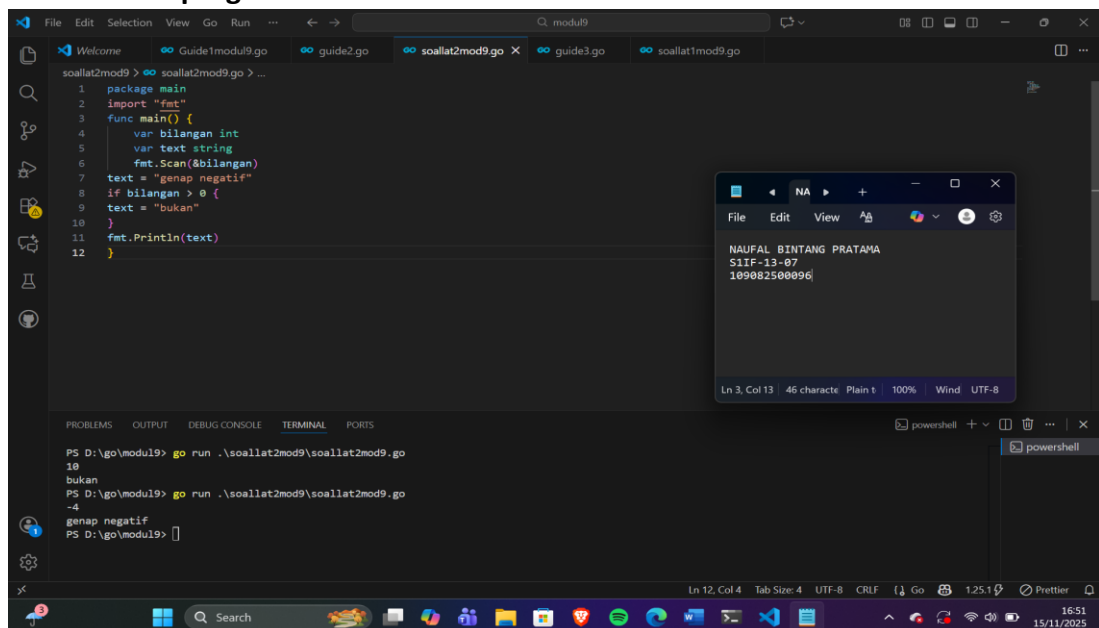 File Edit Selection View Go Run ... modul9
Welcome Guide1modul9.go guide2.go soallat2mod9.go guide3.go soallat1mod9.go
soallat2mod9 > soallat2mod9.go > ...
1 package main
2 import "fmt"
3 func main() {
4 var bilangan int
5 var text string
6 fmt.Scan(&bilangan)
7 text = "genap negatif"
8 if bilangan > 0 {
9 text = "bukan"
10 }
11 fmt.Println(text)
12 }
NA
File Edit View
NAUFAL BINTANG PRATAMA
S1IF-13-07
109082500096
Ln 3, Col 13 46 characte Plain t 100% Wind UTF-8
PROBLEMS OUTPUT DEBUG CONSOLE TERMINAL PORTS
powershell
powershell
PS D:\go\modul9> go run .\soallat2mod9\soallat2mod9.go
10
bukan
PS D:\go\modul9> go run .\soallat2mod9\soallat2mod9.go
-4
genap negatif
PS D:\go\modul9>
Ln 12, Col 4 Tab Size: 4 UTF-8 CRLF Go 1.25.1 Prettier
Search
16:51
15/11/2025